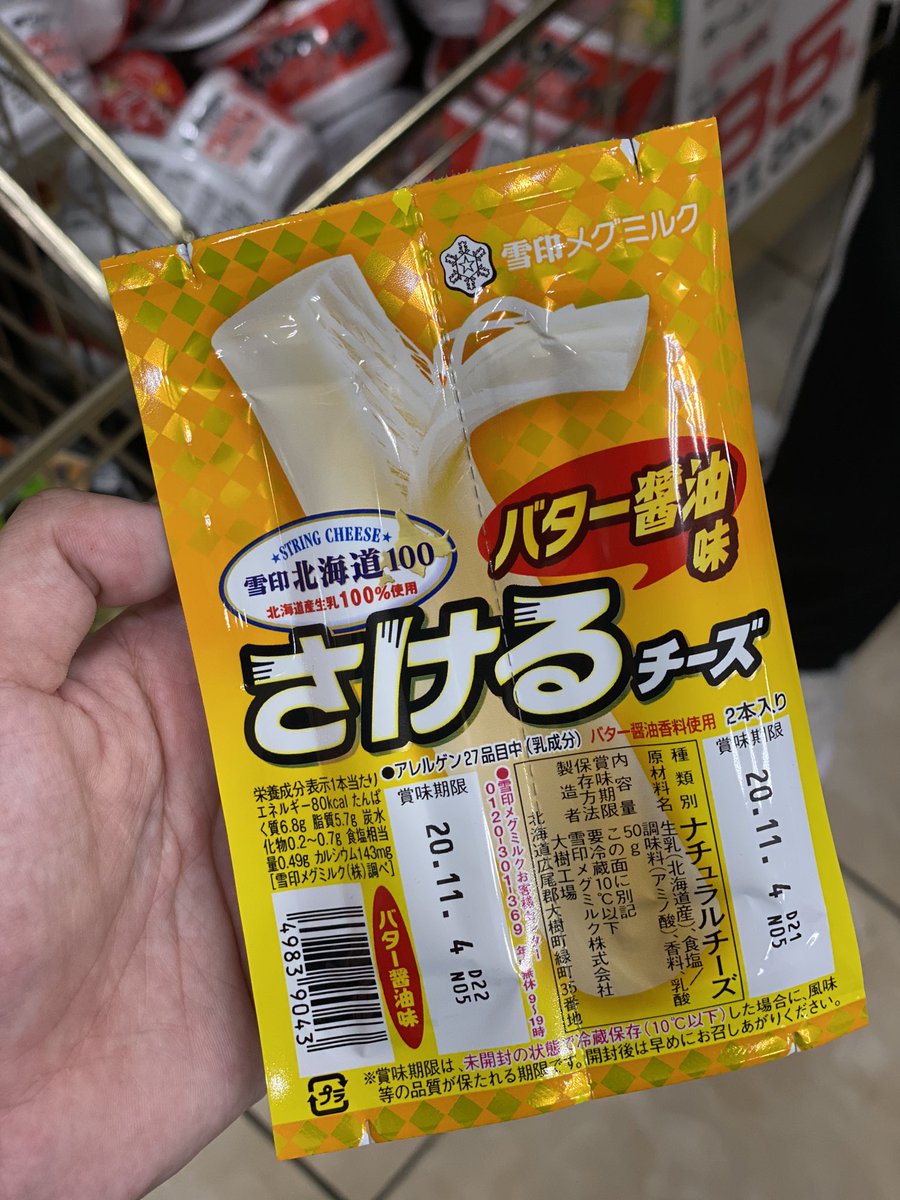 雪印メグミルク
バター醤油味
STRING CHEESE
雪印 北海道100
北海道産生乳100%使用
さけるチーズ
●アレルゲン27品目中(乳成分)
バター醤油香料使用
2本入り
栄養成分表示1本当たり
エネルギー80kcal たんぱ
く質6.8g 脂質5.7g 炭水
化物0.2~0.7g 食塩相当
量0.49g カルシウム143mg
[雪印メグミルク(株)調べ]
賞味期限
20.11.4
D22
N05
●雪印メグミルクお客様センター
0120-301-369 年中無休 9~19時
種類別 ナチュラルチーズ
原材料名 生乳(北海道産)、食塩/
調味料(アミノ酸)、香料、乳酸
内容量 50g
賞味期限 この面に別記
保存方法 要冷蔵10℃以下
製造者 雪印メグミルク株式会社
大樹工場
北海道広尾郡大樹町緑町35番地
賞味期限
20.11.4
D21
N05
バター醤油味
4983 9043
プラ
※賞味期限は、未開封の状態で冷蔵保存(10℃以下)した場合に、風味
等の品質が保たれる期限です。開封後は早めにお召しあがりください。